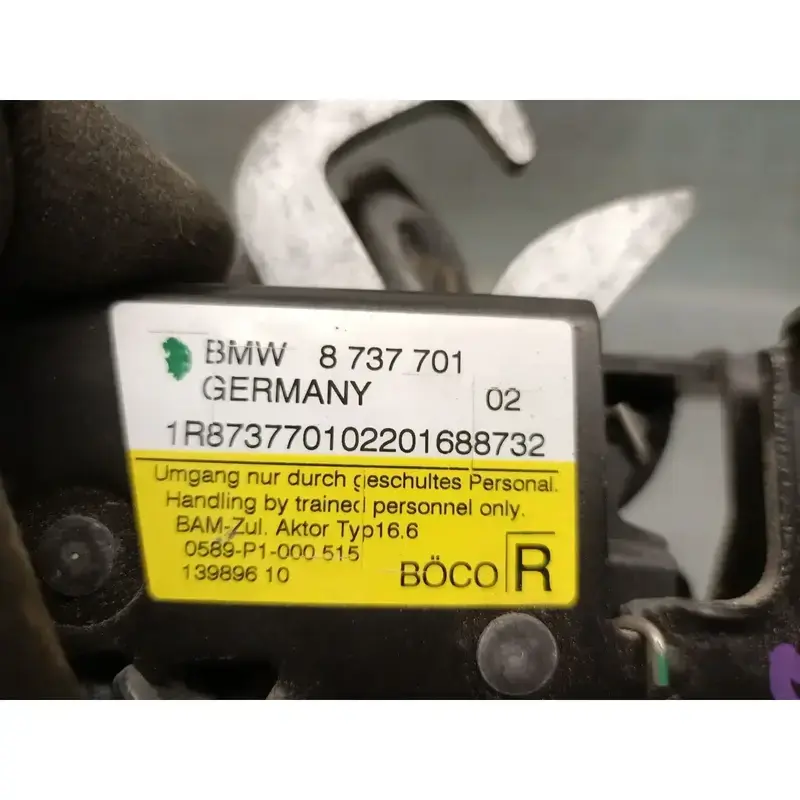 BMW 8 737 701
GERMANY 02
1R873770102201688732
Umgang nur durch geschultes Personal.
Handling by trained personnel only.
BAM-Zul. Aktor Typ16.6
0589-P1-000 515
139896 10
BÖCO R